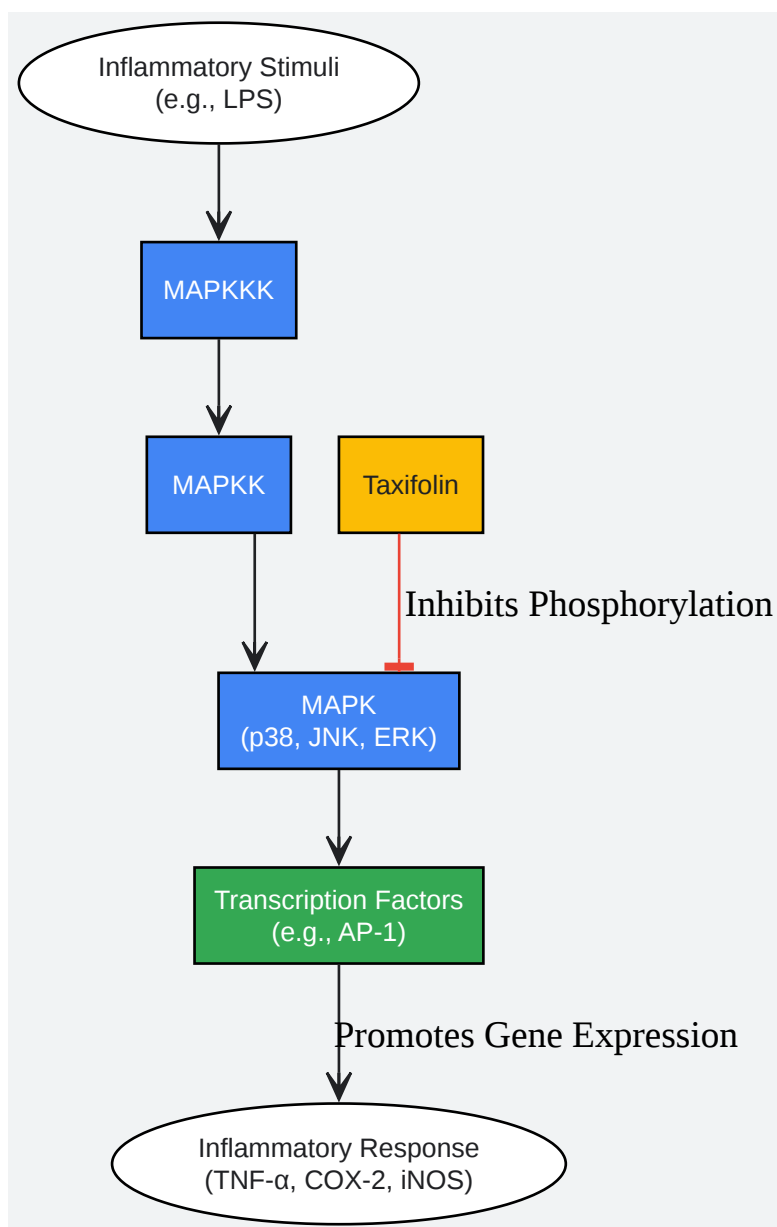 Inflammatory Stimuli
(e.g., LPS)
MAPKKK
MAPKK
Taxifolin
Inhibits Phosphorylation
MAPK
(p38, JNK, ERK)
Transcription Factors
(e.g., AP-1)
Promotes Gene Expression
Inflammatory Response
(TNF-α, COX-2, iNOS)